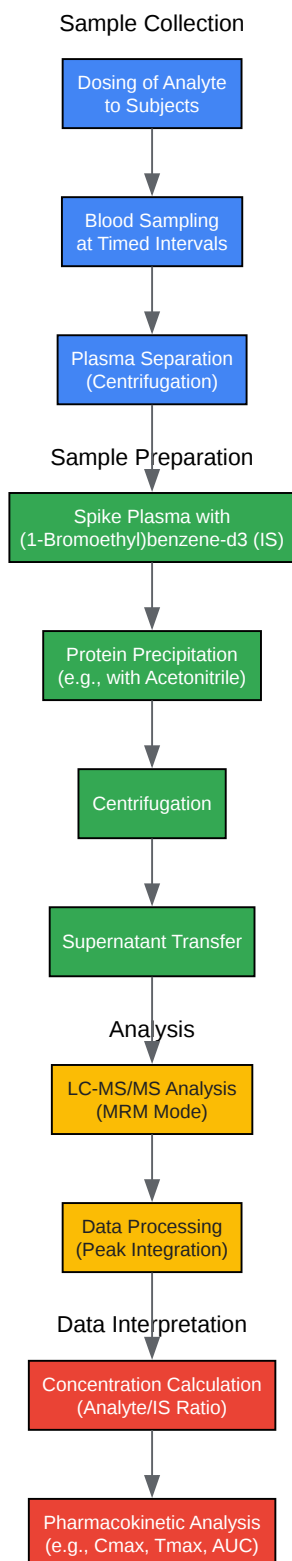 Sample Collection
Dosing of Analyte
to Subjects
Blood Sampling
at Timed Intervals
Plasma Separation
(Centrifugation)
Sample Preparation
Spike Plasma with
(1-Bromoethyl)benzene-d3 (IS)
Protein Precipitation
(e.g., with Acetonitrile)
Centrifugation
Supernatant Transfer
Analysis
LC-MS/MS Analysis
(MRM Mode)
Data Processing
(Peak Integration)
Data Interpretation
Concentration Calculation
(Analyte/IS Ratio)
Pharmacokinetic Analysis
(e.g., Cmax, Tmax, AUC)